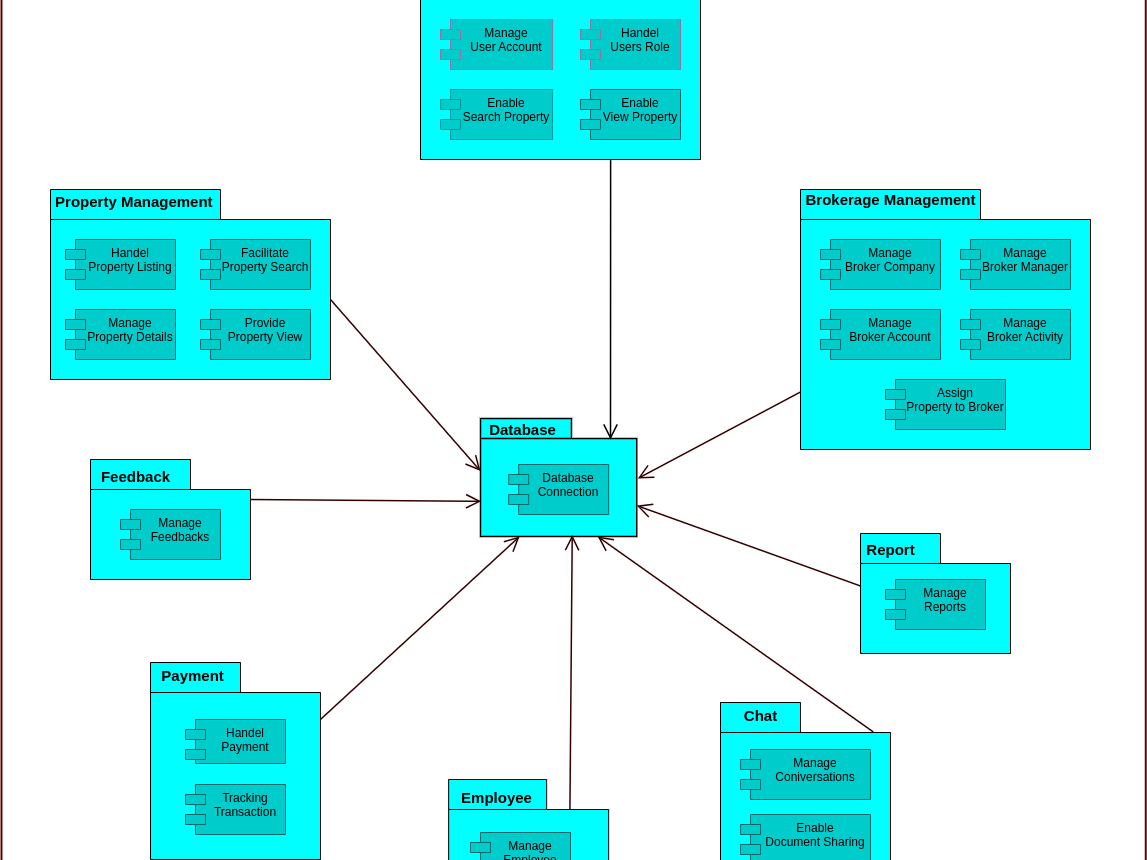 Manage
User Account
Handel
Users Role
Enable
Search Property
Enable
View Property
Property Management
Handel
Property Listing
Facilitate
Property Search
Manage
Property Details
Provide
Property View
Brokerage Management
Manage
Broker Company
Manage
Broker Manager
Manage
Broker Account
Manage
Broker Activity
Assign
Property to Broker
Database
Database
Connection
Feedback
Manage
Feedbacks
Report
Manage
Reports
Payment
Handel
Payment
Tracking
Transaction
Employee
Manage
Employee
Chat
Manage
Coniversations
Enable
Document Sharing